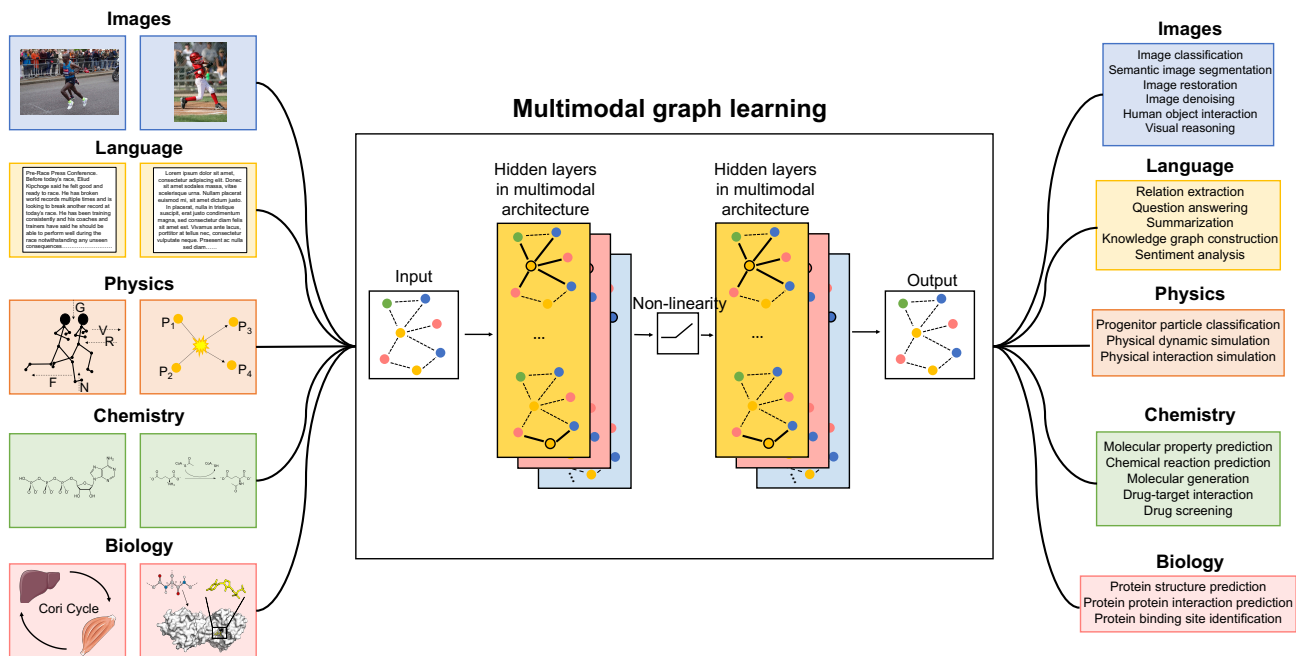 Images
Language
Pre-Race Press Conference.
Before today's race, Eliud
Kipchoge said he felt good and
ready to race. He has broken
world records multiple times and is
looking to break another record at
today's race. He has been training
consistently and his coaches and
trainers have said he should be
able to perform well during the
race notwithstanding any unseen
consequences……………………
Lorem ipsum dolor sit amet,
consectetur adipiscing elit. Donec
sit amet sodales massa, vitae
scelerisque urna. Nullam placerat
euismod mi, sit amet dictum justo.
In placerat, nulla in tristique
suscipit, erat justo condimentum
magna, sed consectetur diam felis
sit amet est. Vivamus ante lacus,
porttitor at tellus nec, consectetur
vulputate neque. Praesent ac nulla
sed diam……
Physics
G
V
R
F
N
P1
P3
P2
P4
Chemistry
NH2
HO
OH
Biology
Cori Cycle
Multimodal graph learning
Input
Hidden layers
in multimodal
architecture
...
Non-linearity
Hidden layers
in multimodal
architecture
...
Output
Images
Image classification
Semantic image segmentation
Image restoration
Image denoising
Human object interaction
Visual reasoning
Language
Relation extraction
Question answering
Summarization
Knowledge graph construction
Sentiment analysis
Physics
Progenitor particle classification
Physical dynamic simulation
Physical interaction simulation
Chemistry
Molecular property prediction
Chemical reaction prediction
Molecular generation
Drug-target interaction
Drug screening
Biology
Protein structure prediction
Protein protein interaction prediction
Protein binding site identification